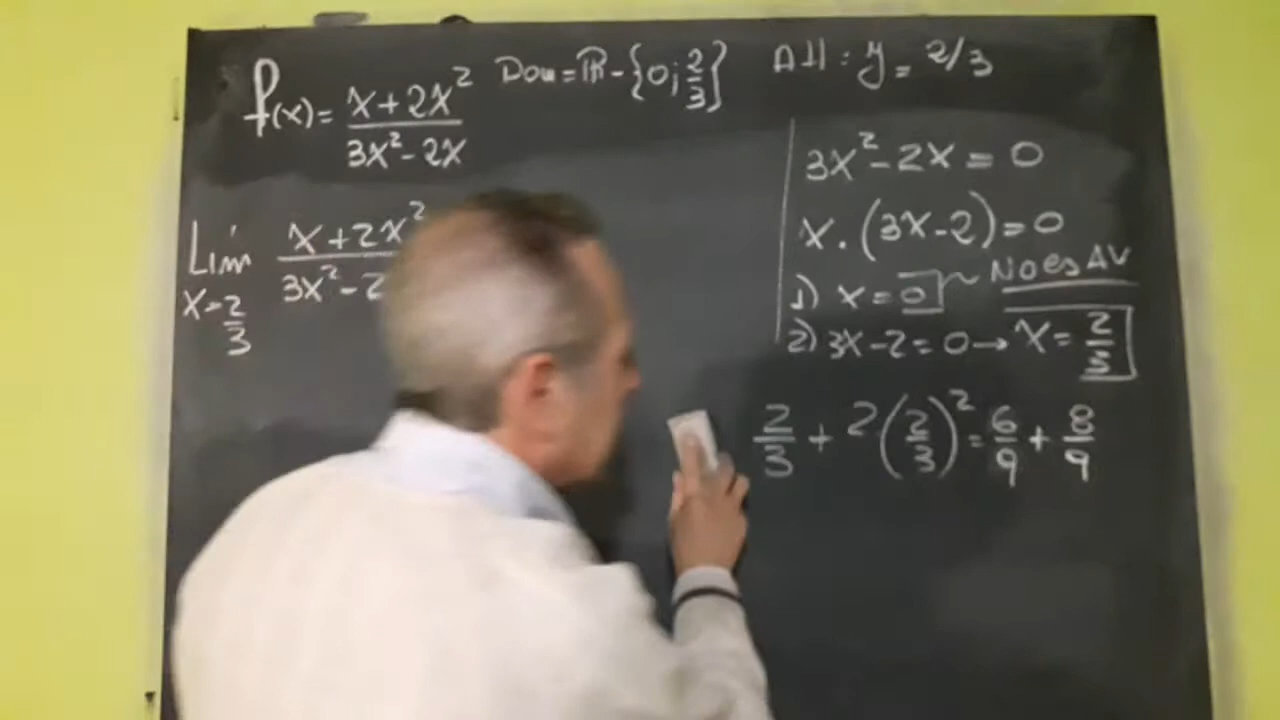 f(x) = x+2x² / 3x²-2x Dom = ℝ - {0; 2/3} AH: y = 2/3
Lim x→2/3 x+2x² / 3x²-2
3x²-2x = 0
x.(3x-2)=0
1) x = 0 No es AV
2) 3x-2=0 → x = 2/3
2/3 + 2(2/3)² = 6/9 + 8/9